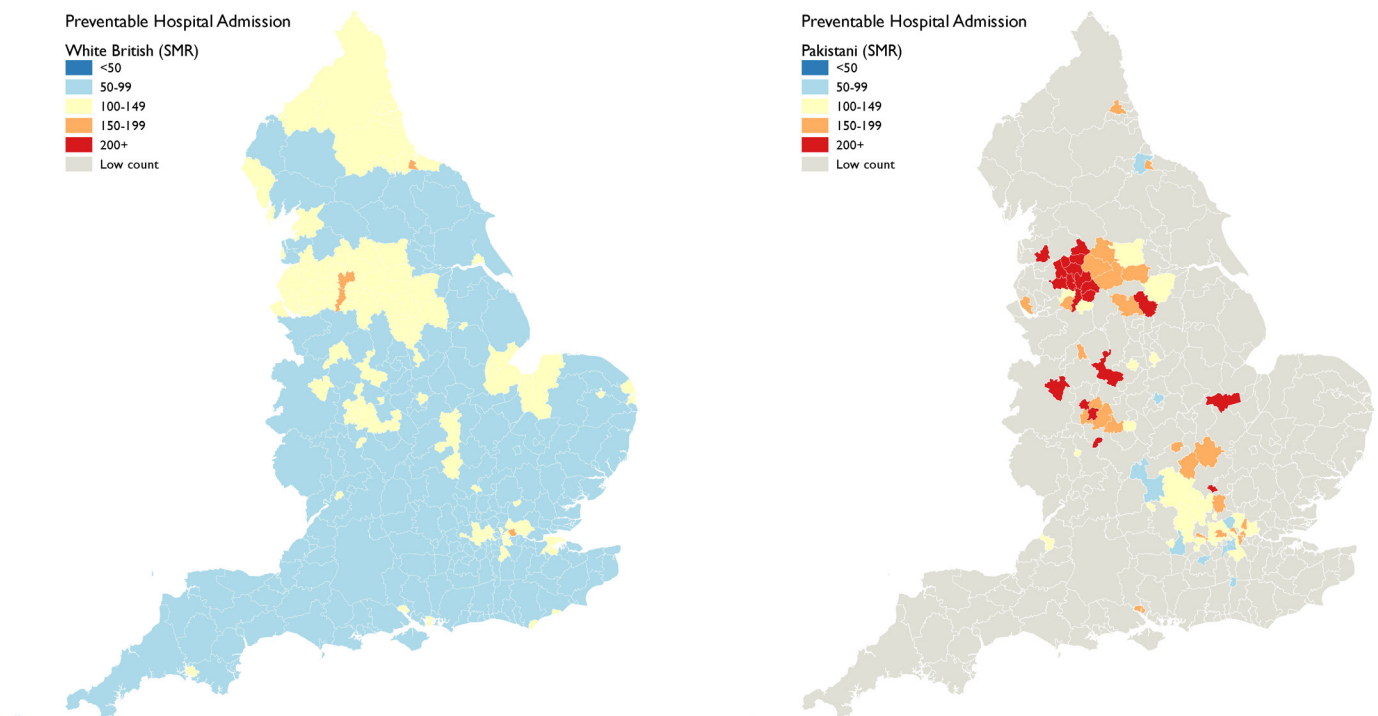 Preventable Hospital Admission
White British (SMR)
<50
50-99
100-149
150-199
200+
Low count
Preventable Hospital Admission
Pakistani (SMR)
<50
50-99
100-149
150-199
200+
Low count